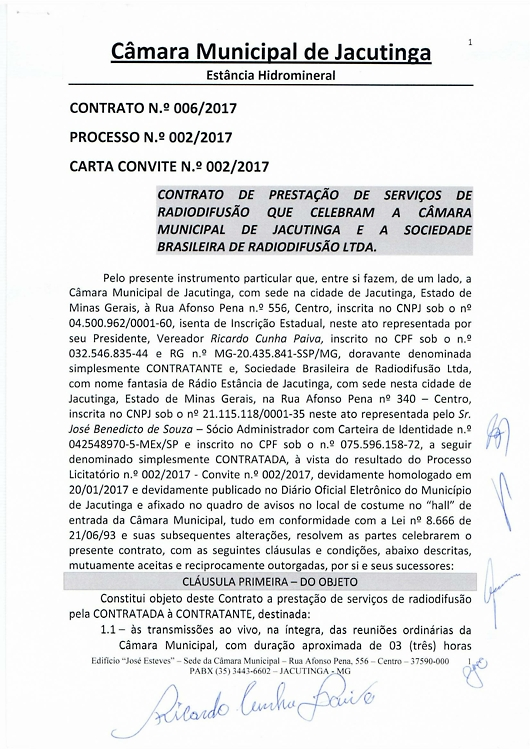 1
Câmara Municipal de Jacutinga
Estância Hidromineral
CONTRATO N.º 006/2017
PROCESSO N.º 002/2017
CARTA CONVITE N.º 002/2017
CONTRATO DE PRESTAÇÃO DE SERVIÇOS DE
RADIODIFUSÃO QUE CELEBRAM A CÂMARA
MUNICIPAL DE JACUTINGA E A SOCIEDADE
BRASILEIRA DE RADIODIFUSÃO LTDA.
Pelo presente instrumento particular que, entre si fazem, de um lado, a
Câmara Municipal de Jacutinga, com sede na cidade de Jacutinga, Estado de
Minas Gerais, à Rua Afonso Pena n.º 556, Centro, inscrita no CNPJ sob o nº
04.500.962/0001-60, isenta de Inscrição Estadual, neste ato representada por
seu Presidente, Vereador Ricardo Cunha Paiva, inscrito no CPF sob o n.º
032.546.835-44 e RG n.º MG-20.435.841-SSP/MG, doravante denominada
simplesmente CONTRATANTE e, Sociedade Brasileira de Radiodifusão Ltda,
com nome fantasia de Rádio Estância de Jacutinga, com sede nesta cidade de
Jacutinga, Estado de Minas Gerais, na Rua Afonso Pena nº 340 – Centro,
inscrita no CNPJ sob o nº 21.115.118/0001-35 neste ato representada pelo Sr.
José Benedicto de Souza – Sócio Administrador com Carteira de Identidade n.º
042548970-5-MEx/SP e inscrito no CPF sob o n.º 075.596.158-72, a seguir
denominado simplesmente CONTRATADA, à vista do resultado do Processo
Licitatório n.º 002/2017 - Convite n.º 002/2017, devidamente homologado em
20/01/2017 e devidamente publicado no Diário Oficial Eletrônico do Município
de Jacutinga e afixado no quadro de avisos no local de costume no “hall” de
entrada da Câmara Municipal, tudo em conformidade com a Lei nº 8.666 de
21/06/93 e suas subsequentes alterações, resolvem as partes celebrarem o
presente contrato, com as seguintes cláusulas e condições, abaixo descritas,
mutuamente aceitas e reciprocamente outorgadas, por si e seus sucessores:
CLÁUSULA PRIMEIRA – DO OBJETO
Constitui objeto deste Contrato a prestação de serviços de radiodifusão
pela CONTRATADA à CONTRATANTE, destinada:
1.1 – às transmissões ao vivo, na íntegra, das reuniões ordinárias da
Câmara Municipal, com duração aproximada de 03 (três) horas
Edifício “José Esteves” – Sede da Câmara Municipal – Rua Afonso Pena, 556 – Centro – 37590-000
1
PABX (35) 3443-6602 – JACUTINGA - MG
Ricardo Cunha Paiva